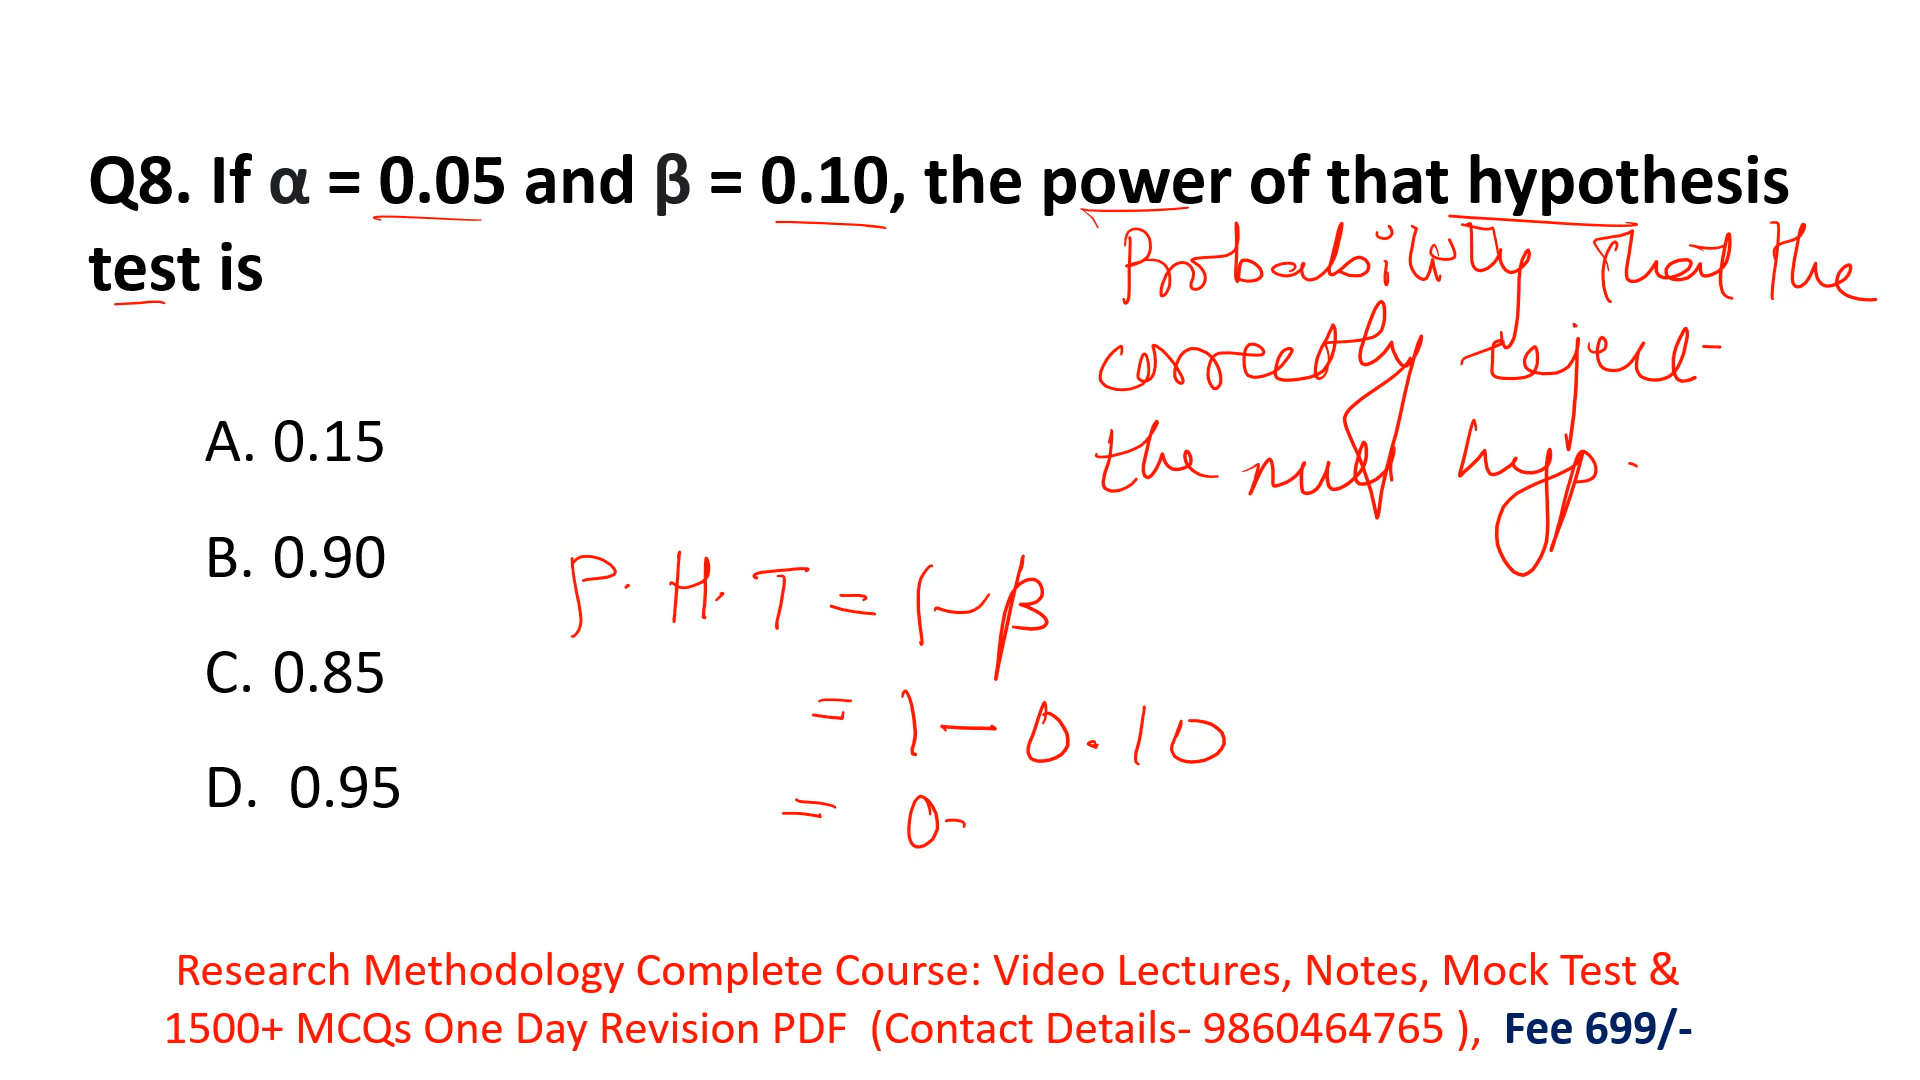 Q8. If α = 0.05 and β = 0.10, the power of that hypothesis
test is
Probability that the
correctly reject
the null hyp.
A. 0.15
B. 0.90
C. 0.85
D. 0.95
P. H. T = 1 - β
= 1 - 0.10
= 0-
Research Methodology Complete Course: Video Lectures, Notes, Mock Test &
1500+ MCQs One Day Revision PDF (Contact Details- 9860464765 ), Fee 699/-